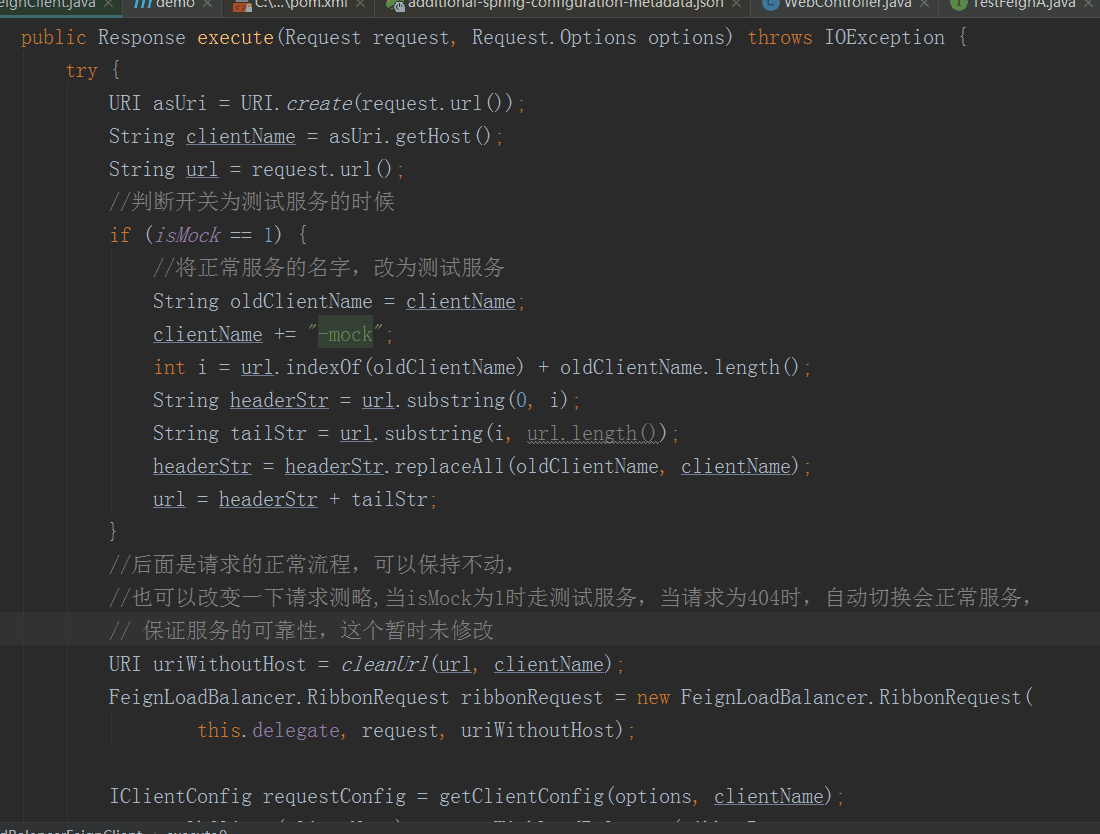 eignClient.java demo C:\...\pom.xml additional-spring-configuration-metadata.json WebController.java TestFeignA.java
public Response execute(Request request, Request.Options options) throws IOException {
try {
URI asUri = URI.create(request.url());
String clientName = asUri.getHost();
String url = request.url();
//判断开关为测试服务的时候
if (isMock == 1) {
//将正常服务的名字，改为测试服务
String oldClientName = clientName;
clientName += "-mock";
int i = url.indexOf(oldClientName) + oldClientName.length();
String headerStr = url.substring(0, i);
String tailStr = url.substring(i, url.length());
headerStr = headerStr.replaceAll(oldClientName, clientName);
url = headerStr + tailStr;
}
//后面是请求的正常流程，可以保持不动，
//也可以改变一下请求测略,当isMock为1时走测试服务，当请求为404时，自动切换会正常服务，
// 保证服务的可靠性，这个暂时未修改
URI uriWithoutHost = cleanUrl(url, clientName);
FeignLoadBalancer.RibbonRequest ribbonRequest = new FeignLoadBalancer.RibbonRequest(
this.delegate, request, uriWithoutHost);
IClientConfig requestConfig = getClientConfig(options, clientName);